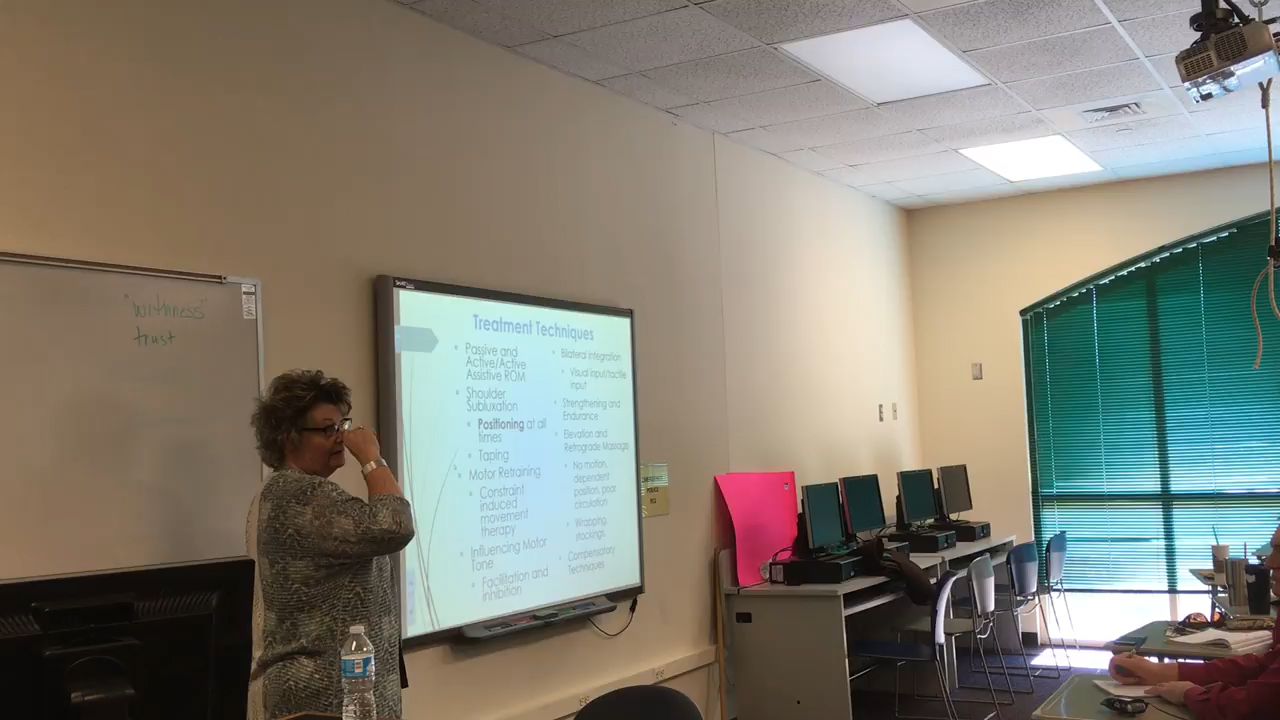 "withness"
trust
SMART
Treatment Techniques
Passive and
Active/Active
Assistive ROM
Shoulder
Subluxation
Positioning at all
times
Taping
Motor Retraining
Constraint
induced
movement
therapy
Influencing Motor
Tone
Facilitation and
Inhibition
Bilateral Integration
Visual input/tactile
input
Strengthening and
Endurance
Elevation and
Retrograde Massage
No motion,
dependent
position, poor
circulation
Wrapping,
stockings,
Compensatory
Techniques